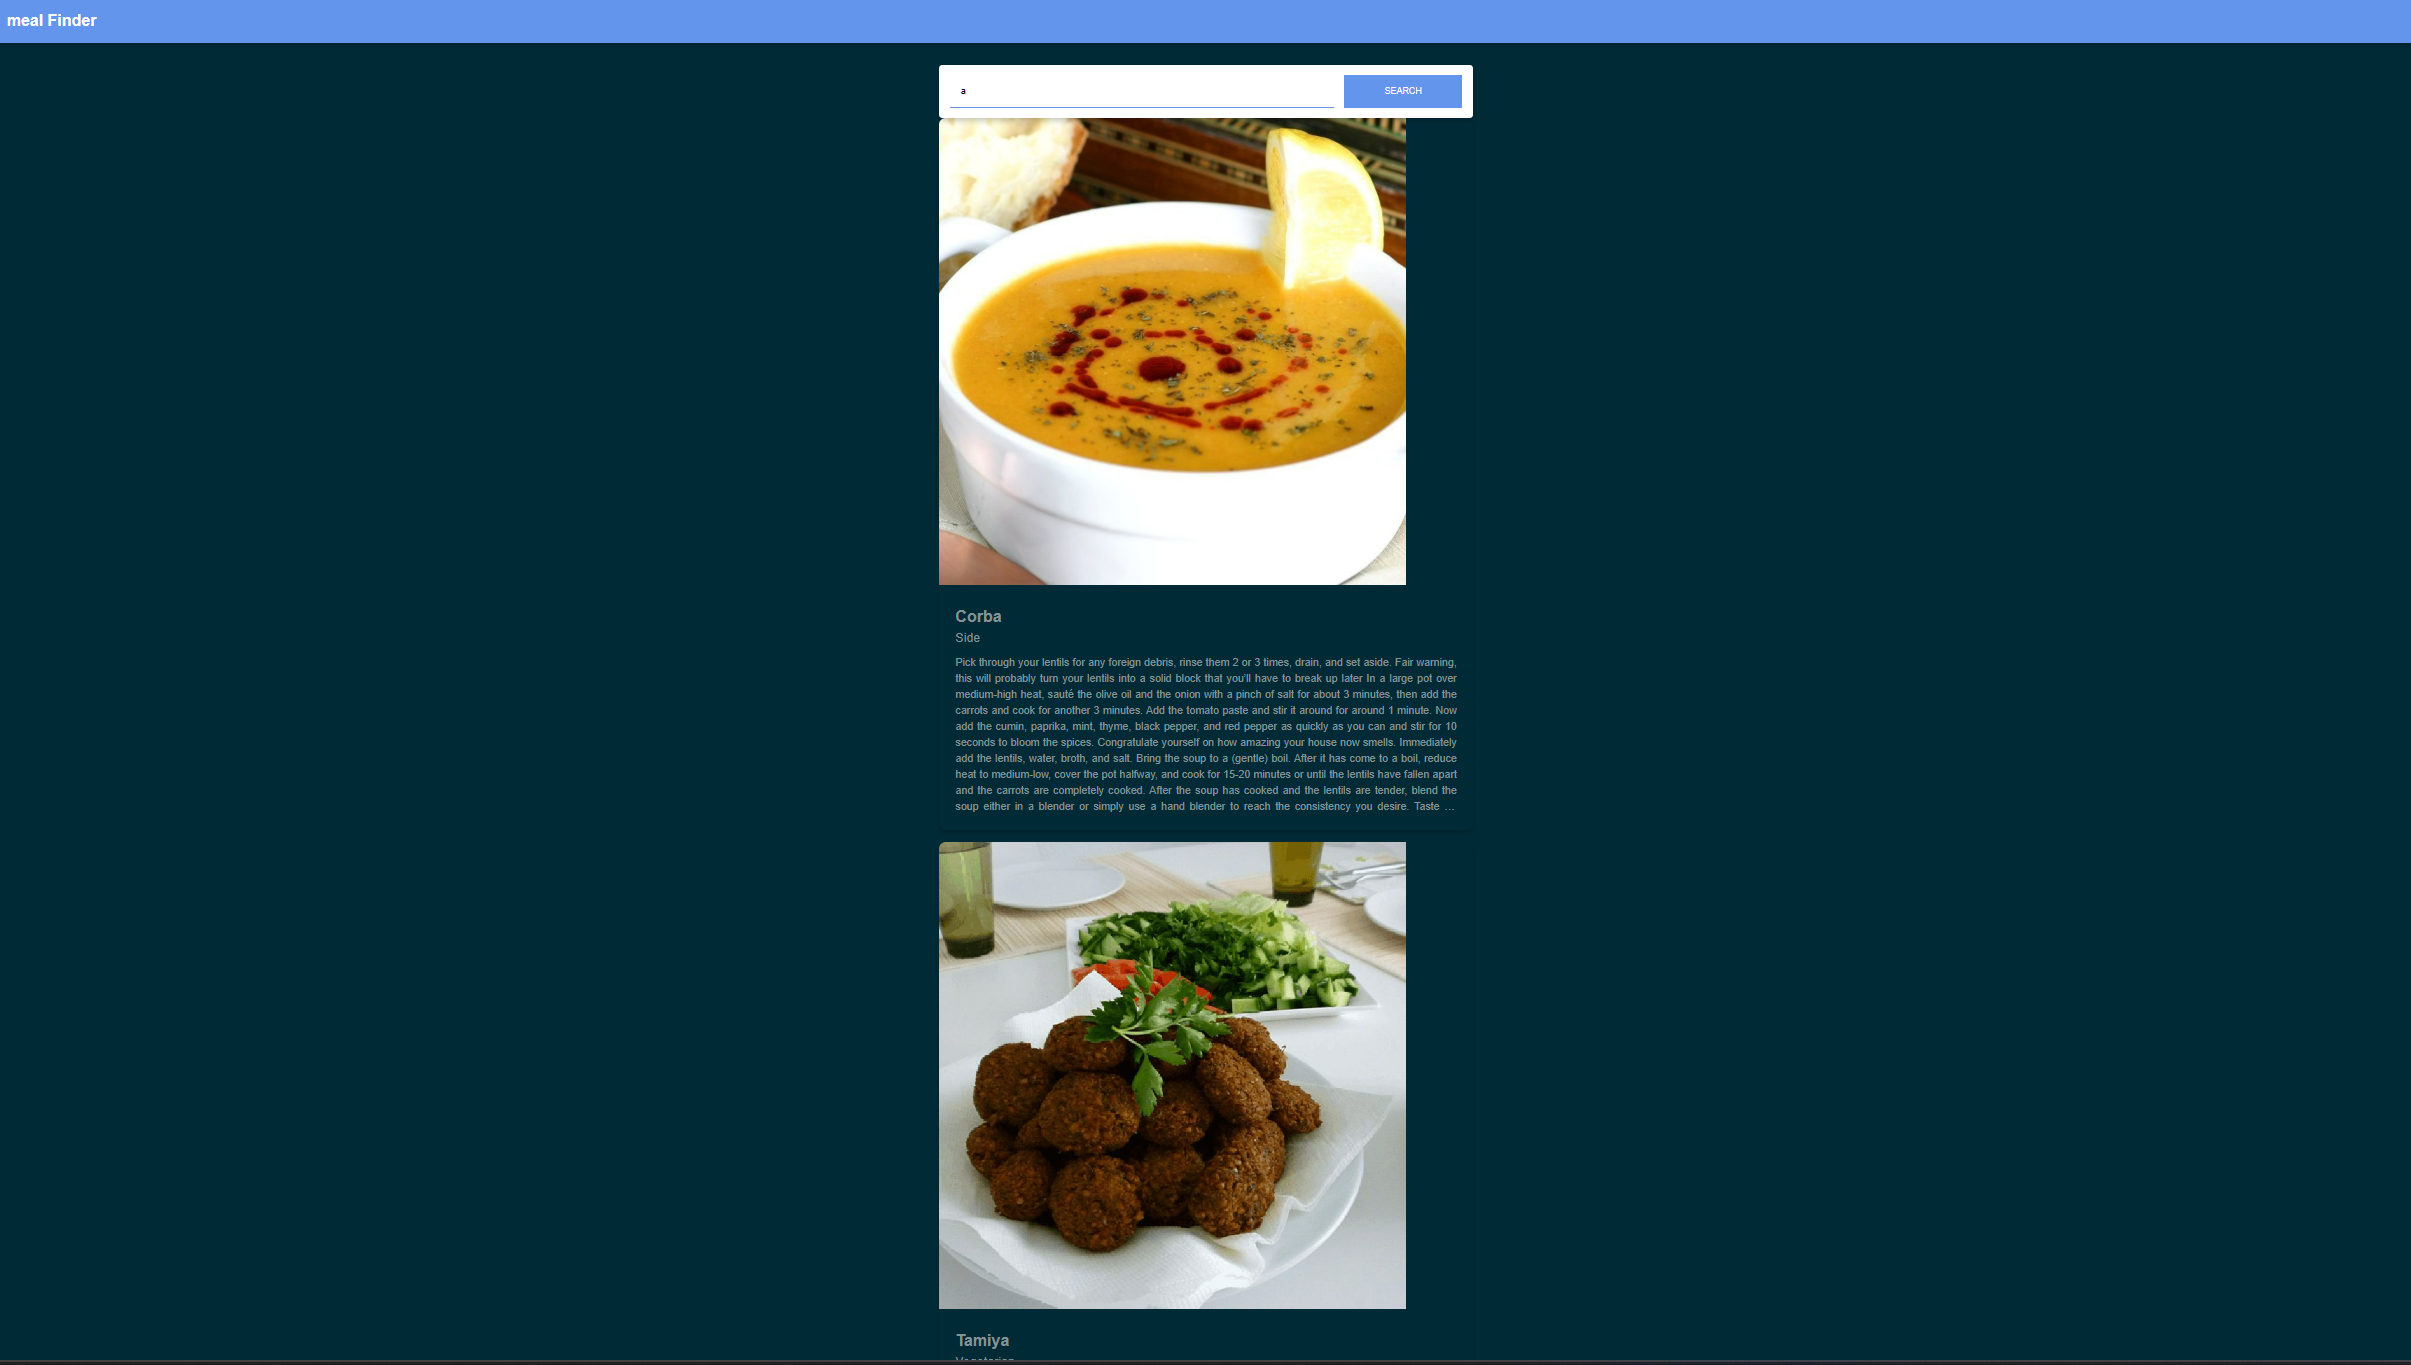 meal Finder
a
SEARCH
Corba
Side
Pick through your lentils for any foreign debris, rinse them 2 or 3 times, drain, and set aside. Fair warning,
this will probably turn your lentils into a solid block that you'll have to break up later In a large pot over
medium-high heat, sauté the olive oil and the onion with a pinch of salt for about 3 minutes, then add the
carrots and cook for another 3 minutes. Add the tomato paste and stir it around for around 1 minute. Now
add the cumin, paprika, mint, thyme, black pepper, and red pepper as quickly as you can and stir for 10
seconds to bloom the spices. Congratulate yourself on how amazing your house now smells. Immediately
add the lentils, water, broth, and salt. Bring the soup to a (gentle) boil. After it has come to a boil, reduce
heat to medium-low, cover the pot halfway, and cook for 15-20 minutes or until the lentils have fallen apart
and the carrots are completely cooked. After the soup has cooked and the lentils are tender, blend the
soup either in a blender or simply use a hand blender to reach the consistency you desire. Taste …
Tamiya